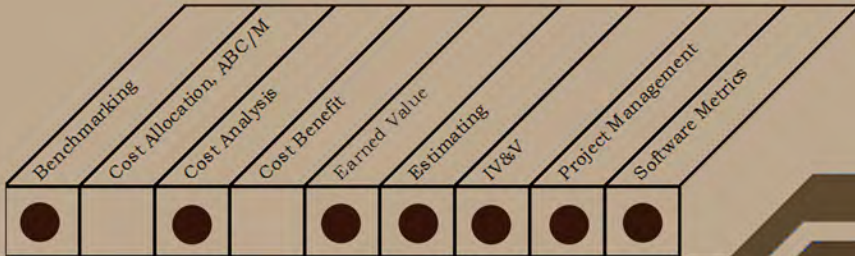 Benchmarking
Cost Allocation, ABC/M
Cost Analysis
Cost Benefit
Earned Value
Estimating
IV&V
Project Management
Software Metrics